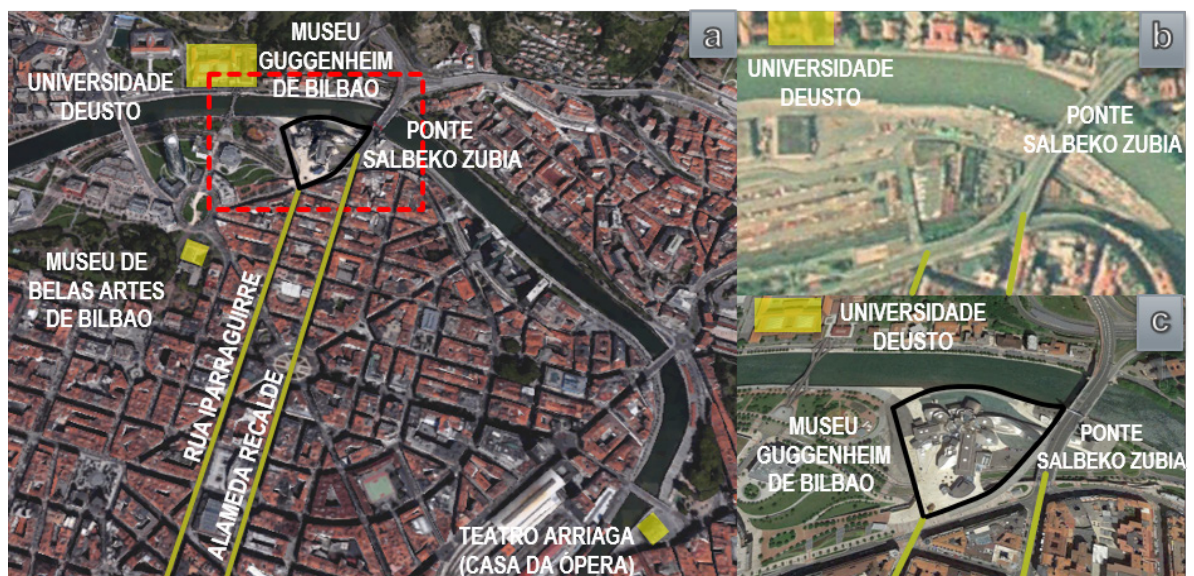 a
MUSEU
GUGGENHEIM
DE BILBAO
UNIVERSIDADE
DEUSTO
PONTE
SALBEKO ZUBIA
MUSEU DE
BELAS ARTES
DE BILBAO
RUA IPARRAGUIRRE
ALAMEDA RECALDE
TEATRO ARRIAGA
(CASA DA ÓPERA)
b
UNIVERSIDADE
DEUSTO
PONTE
SALBEKO ZUBIA
c
UNIVERSIDADE
DEUSTO
MUSEU
GUGGENHEIM
DE BILBAO
PONTE
SALBEKO ZUBIA